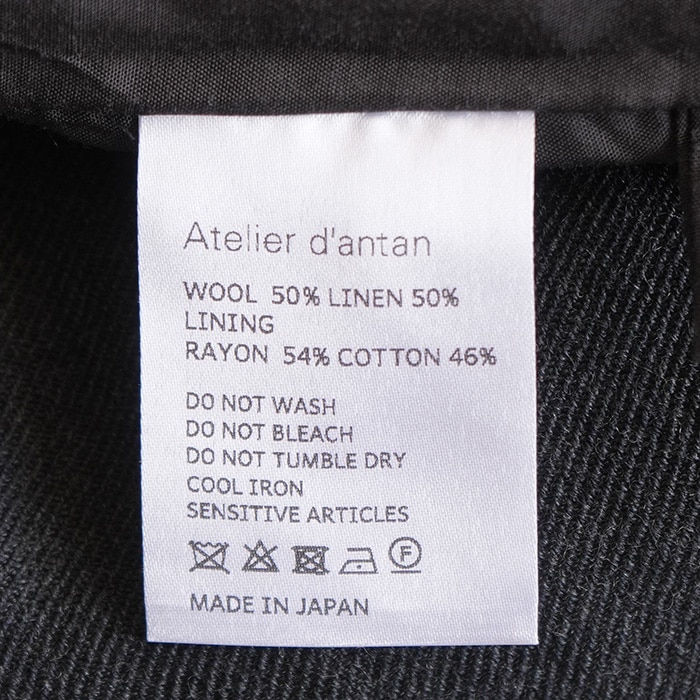 Atelier d'antan
WOOL 50% LINEN 50%
LINING
RAYON 54% COTTON 46%
DO NOT WASH
DO NOT BLEACH
DO NOT TUMBLE DRY
COOL IRON
SENSITIVE ARTICLES
F
MADE IN JAPAN